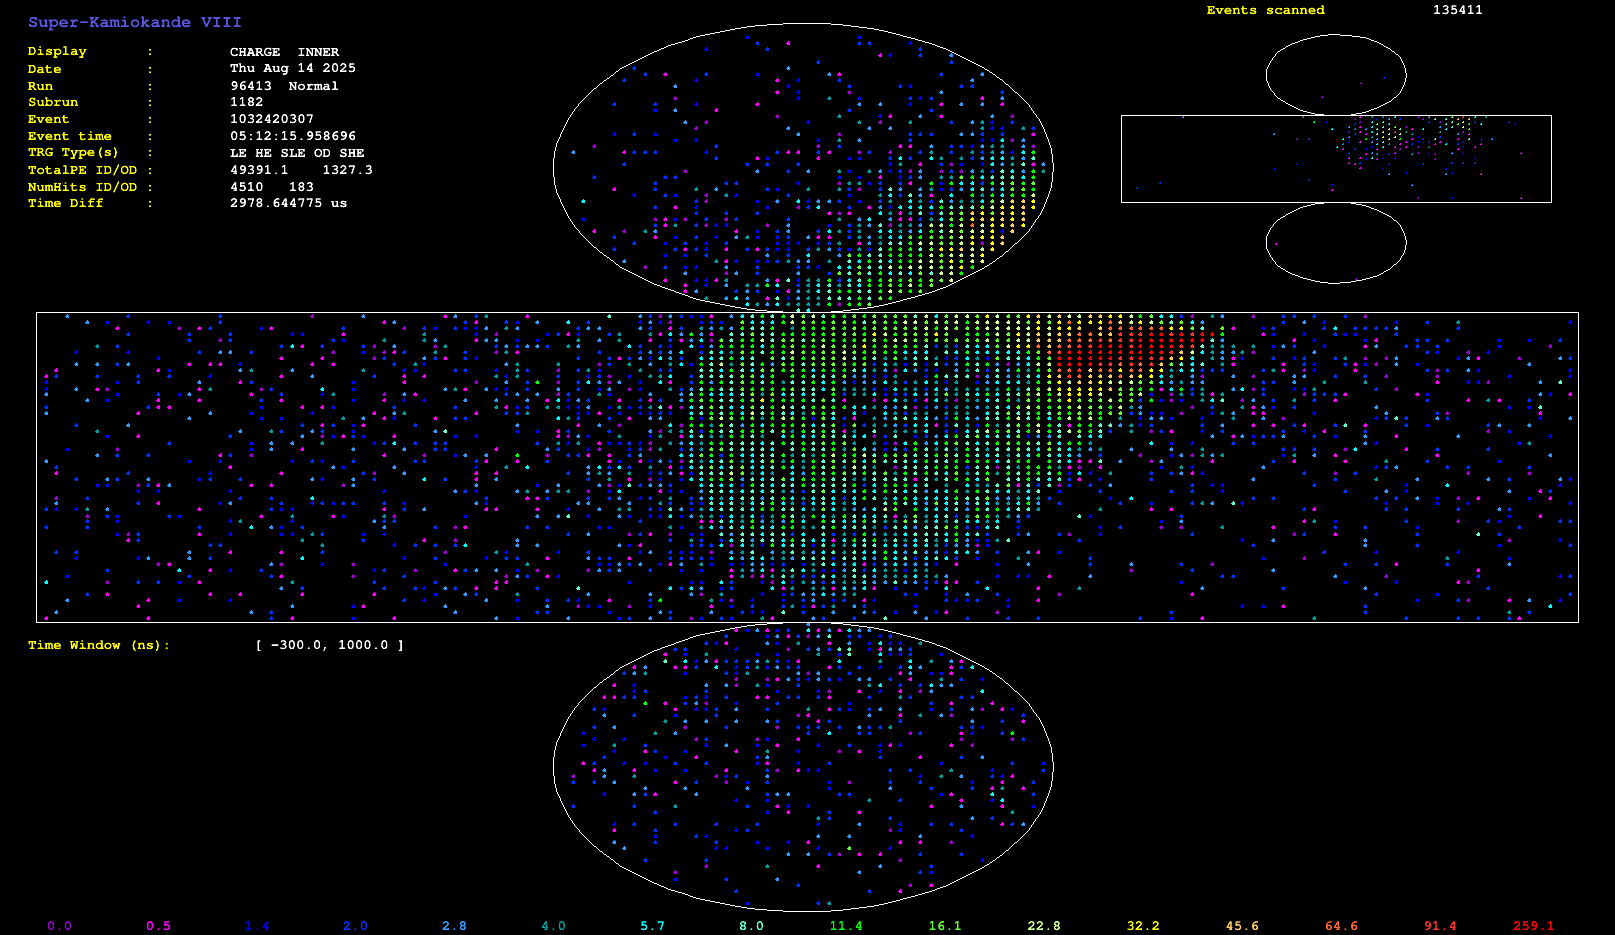 Super-Kamiokande VIII
Events scanned 135411
Display : CHARGE INNER
Date : Thu Aug 14 2025
Run : 96413 Normal
Subrun : 1182
Event : 1032420307
Event time : 05:12:15.958696
TRG Type(s) : LE HE SLE OD SHE
TotalPE ID/OD : 49391.1 1327.3
NumHits ID/OD : 4510 183
Time Diff : 2978.644775 us
Time Window (ns): [ -300.0, 1000.0 ]
0.0 0.5 1.4 2.0 2.8 4.0 5.7 8.0 11.4 16.1 22.8 32.2 45.6 64.6 91.4 259.1